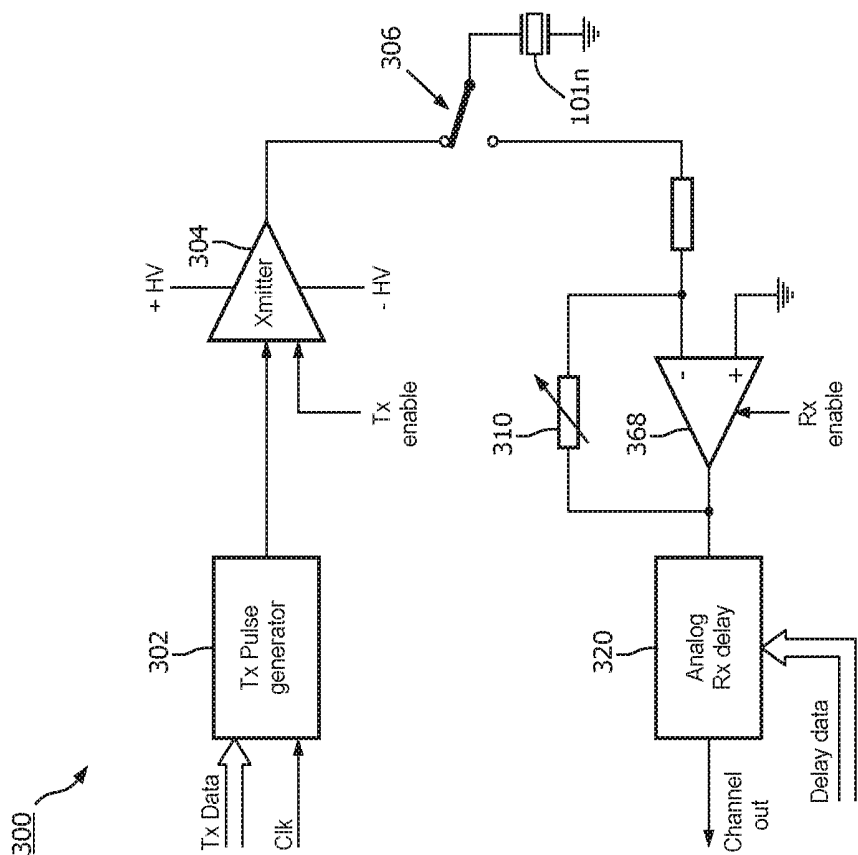 300
Tx Data
Clk
302
Tx Pulse
generator
Tx
enable
+ HV
304
Xmitter
- HV
306
101n
310
-
+
368
Rx
enable
320
Analog
Rx delay
Channel
out
Delay data